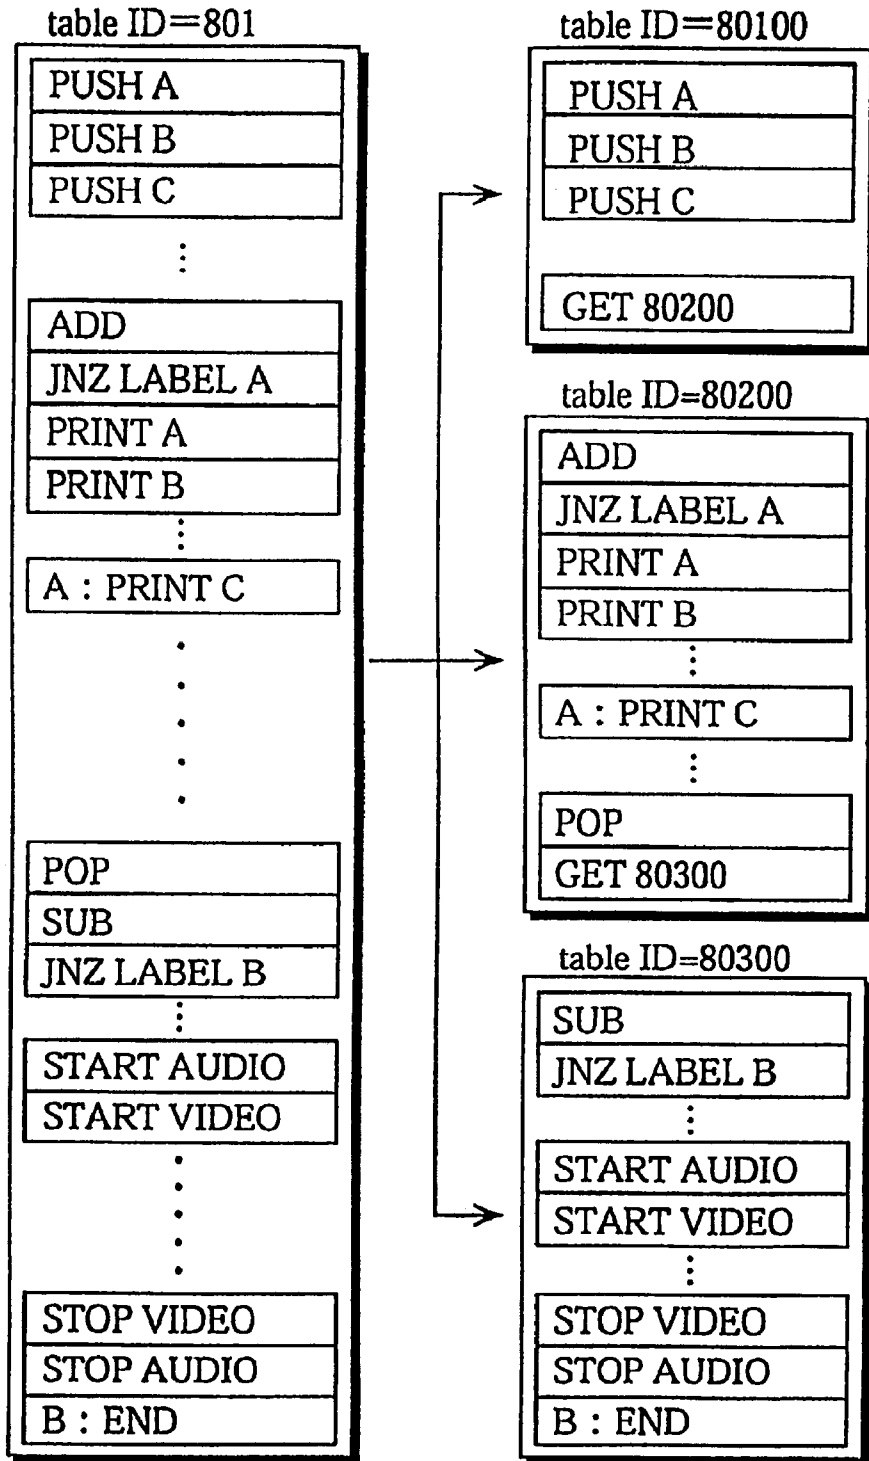 table ID=801
PUSH A
PUSH B
PUSH C
⋮
ADD
JNZ LABEL A
PRINT A
PRINT B
⋮
A : PRINT C
POP
SUB
JNZ LABEL B
⋮
START AUDIO
START VIDEO
STOP VIDEO
STOP AUDIO
B : END
table ID=80100
PUSH A
PUSH B
PUSH C
GET 80200
table ID=80200
ADD
JNZ LABEL A
PRINT A
PRINT B
⋮
A : PRINT C
⋮
POP
GET 80300
table ID=80300
SUB
JNZ LABEL B
⋮
START AUDIO
START VIDEO
⋮
STOP VIDEO
STOP AUDIO
B : END